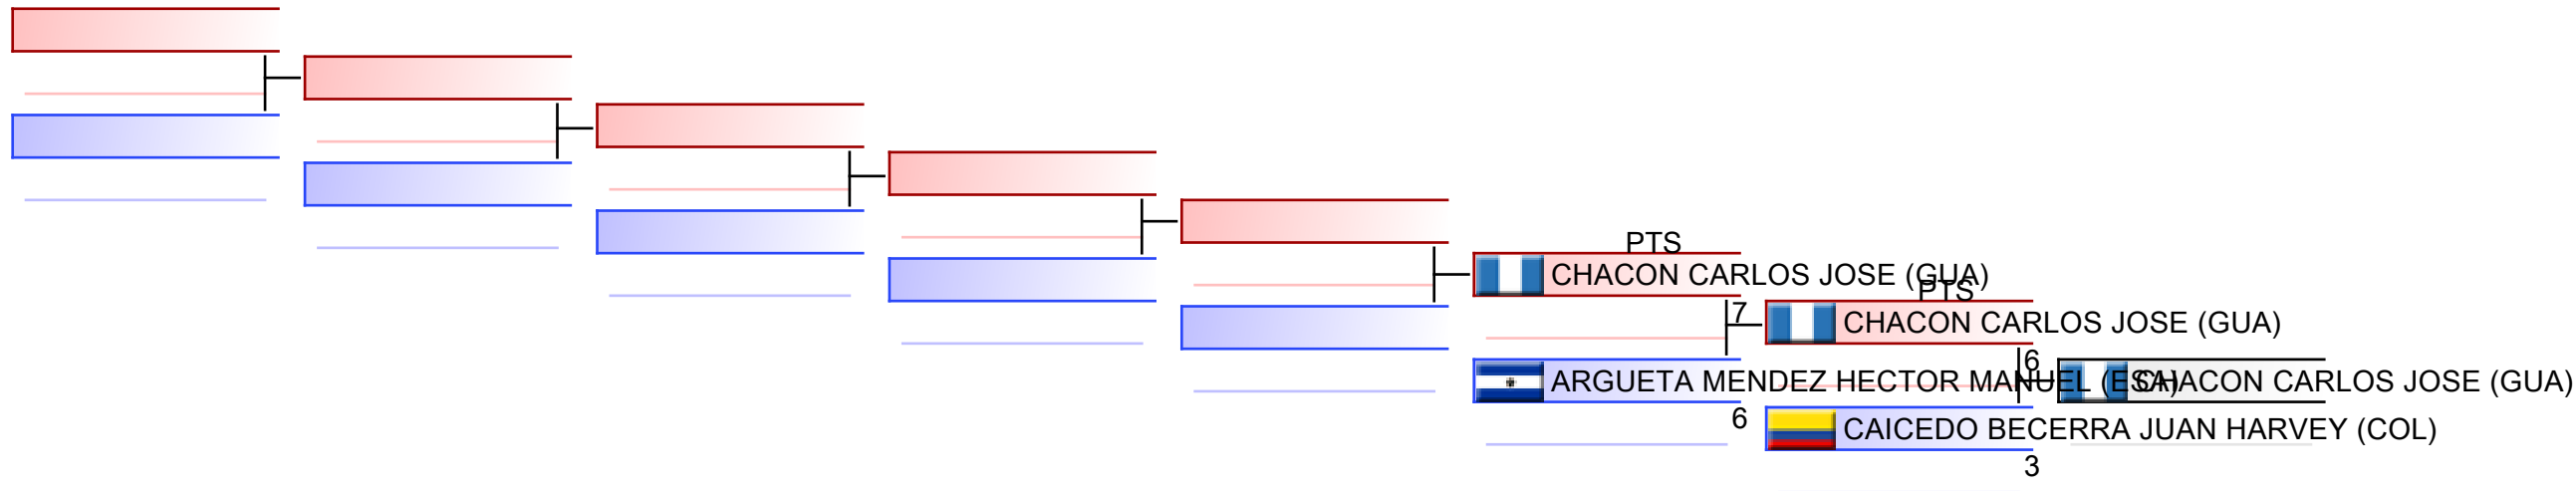 PTS
CHACON CARLOS JOSE (GUA)
7
ARGUETA MENDEZ HECTOR MANUEL (ESA)
6
PTS
CHACON CARLOS JOSE (GUA)
6
CAICEDO BECERRA JUAN HARVEY (COL)
3
CHACON CARLOS JOSE (GUA)